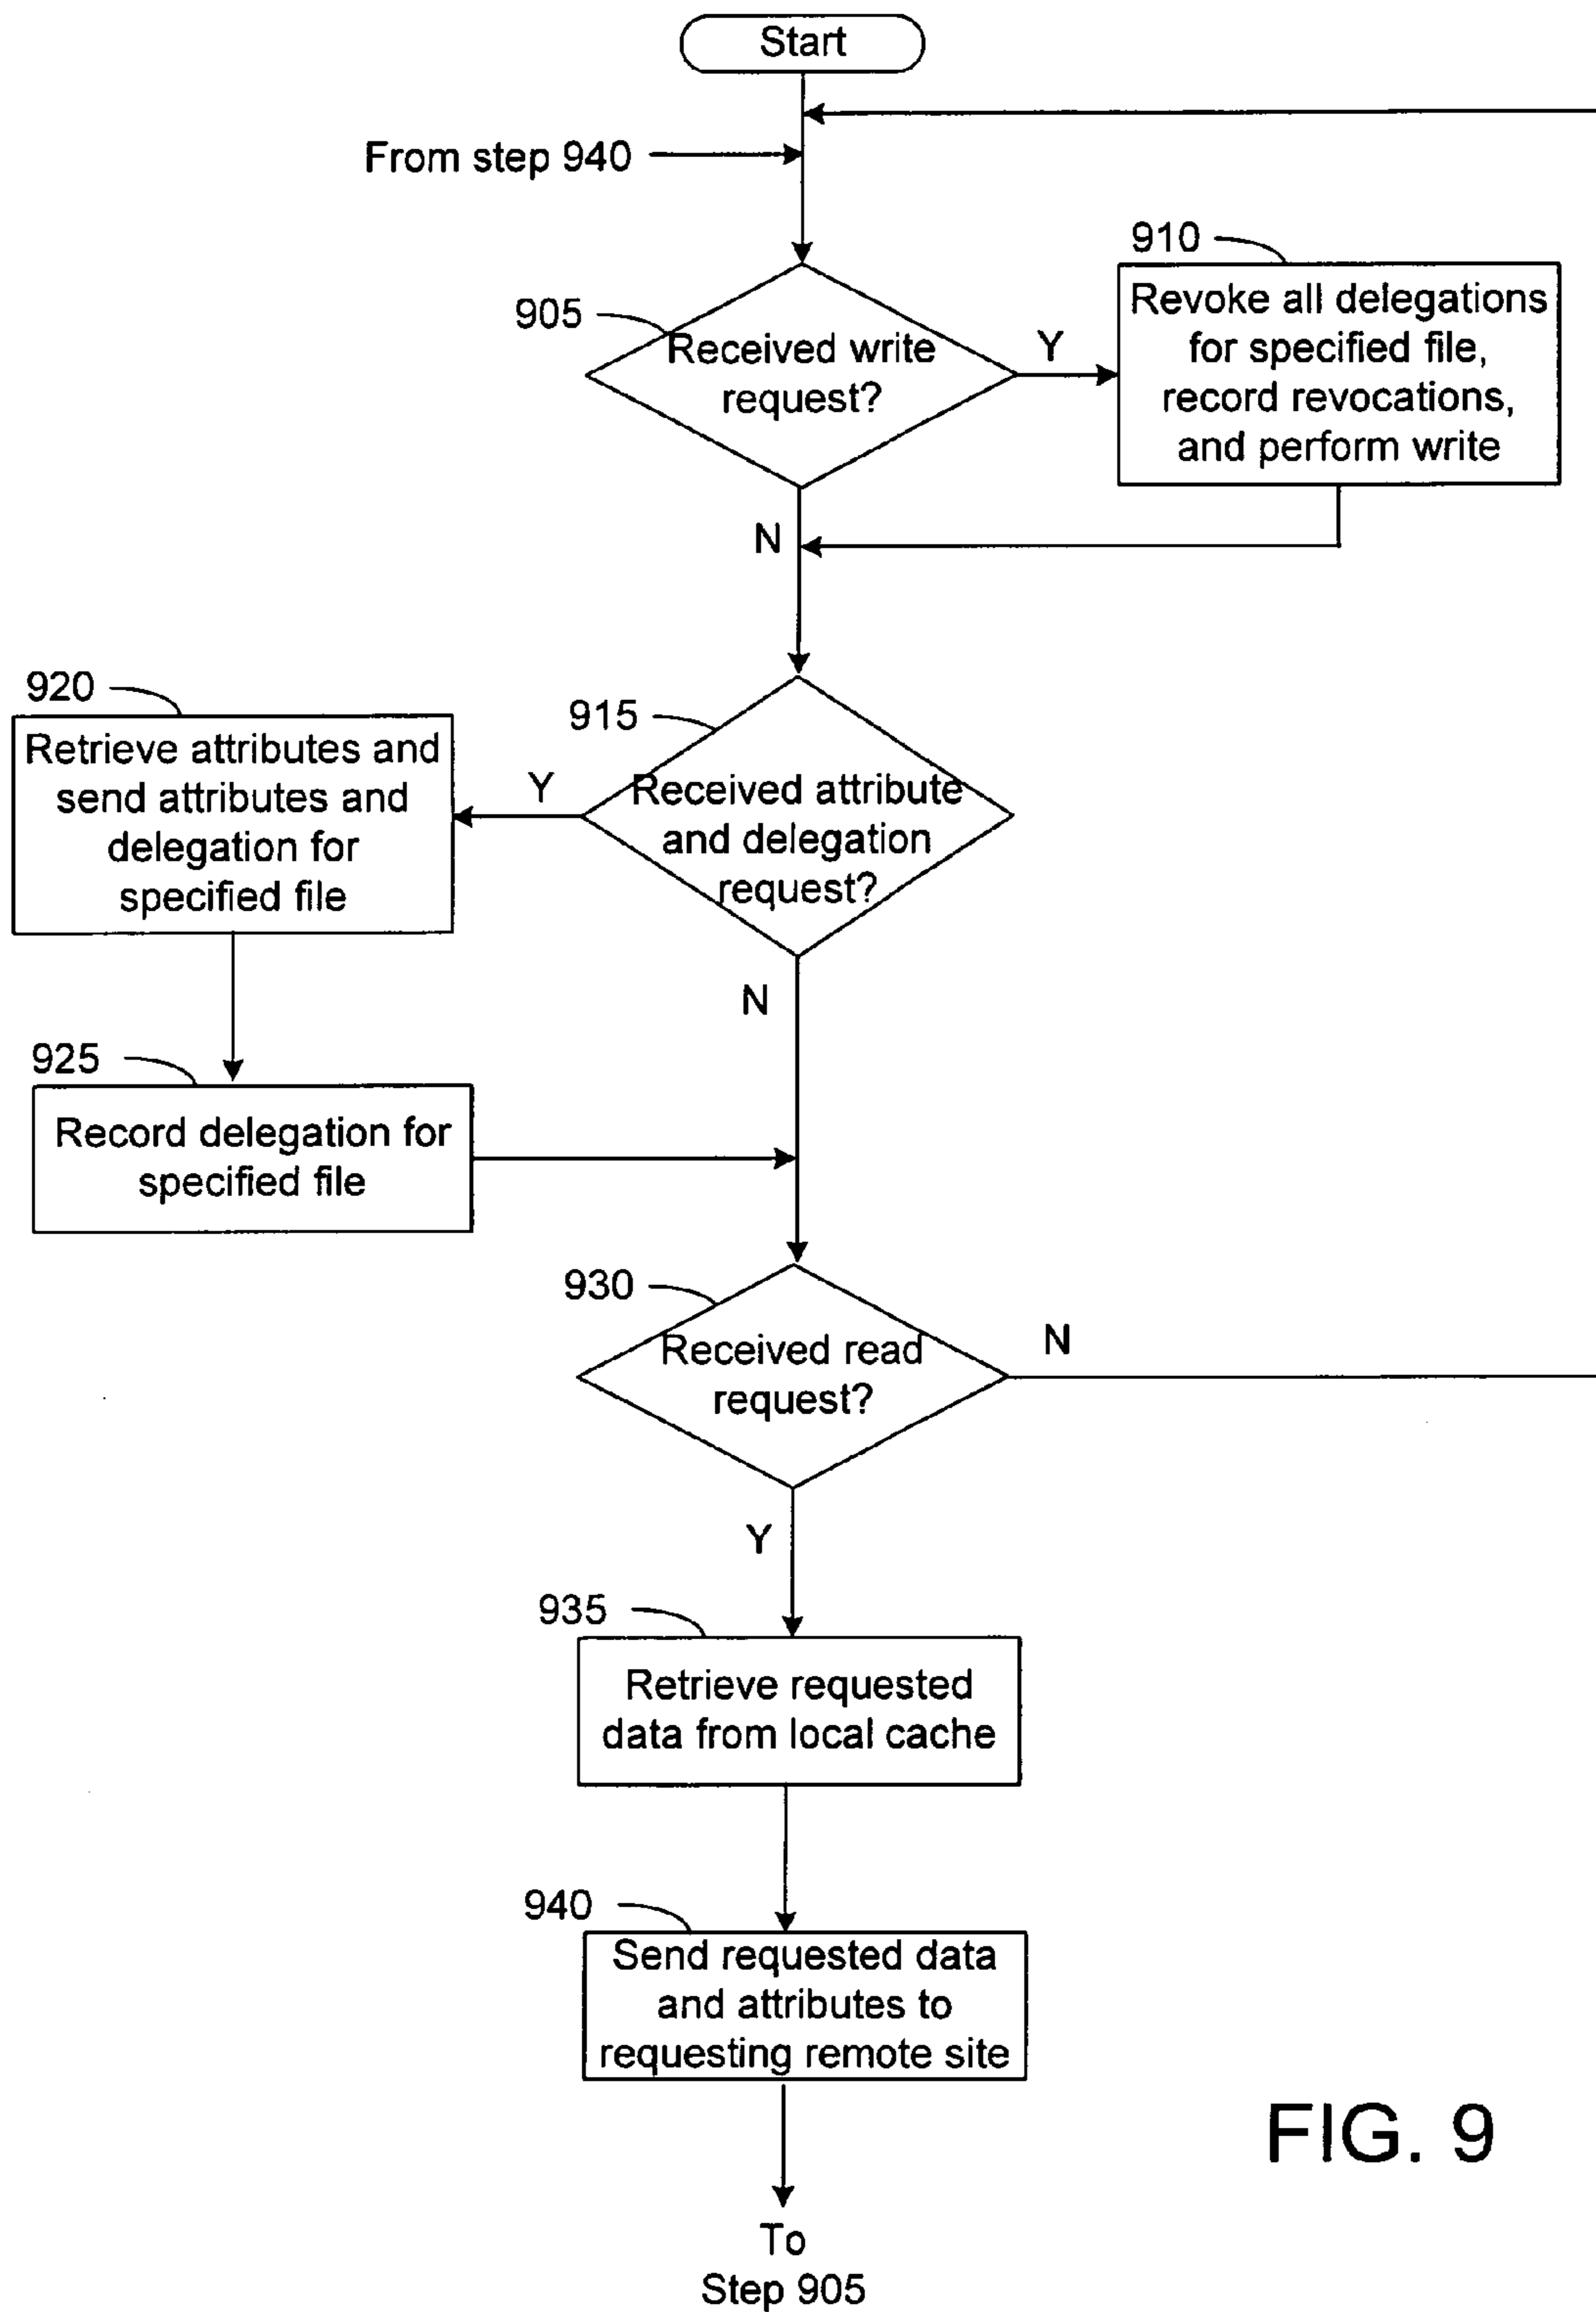 Start
From step 940
910
Revoke all delegations
for specified file,
record revocations,
and perform write
905
Received write
request?
Y
N
920
Retrieve attributes and
send attributes and
delegation for
specified file
915
Received attribute
and delegation
request?
Y
N
925
Record delegation for
specified file
930
Received read
request?
N
Y
935
Retrieve requested
data from local cache
940
Send requested data
and attributes to
requesting remote site
To
Step 905
FIG. 9